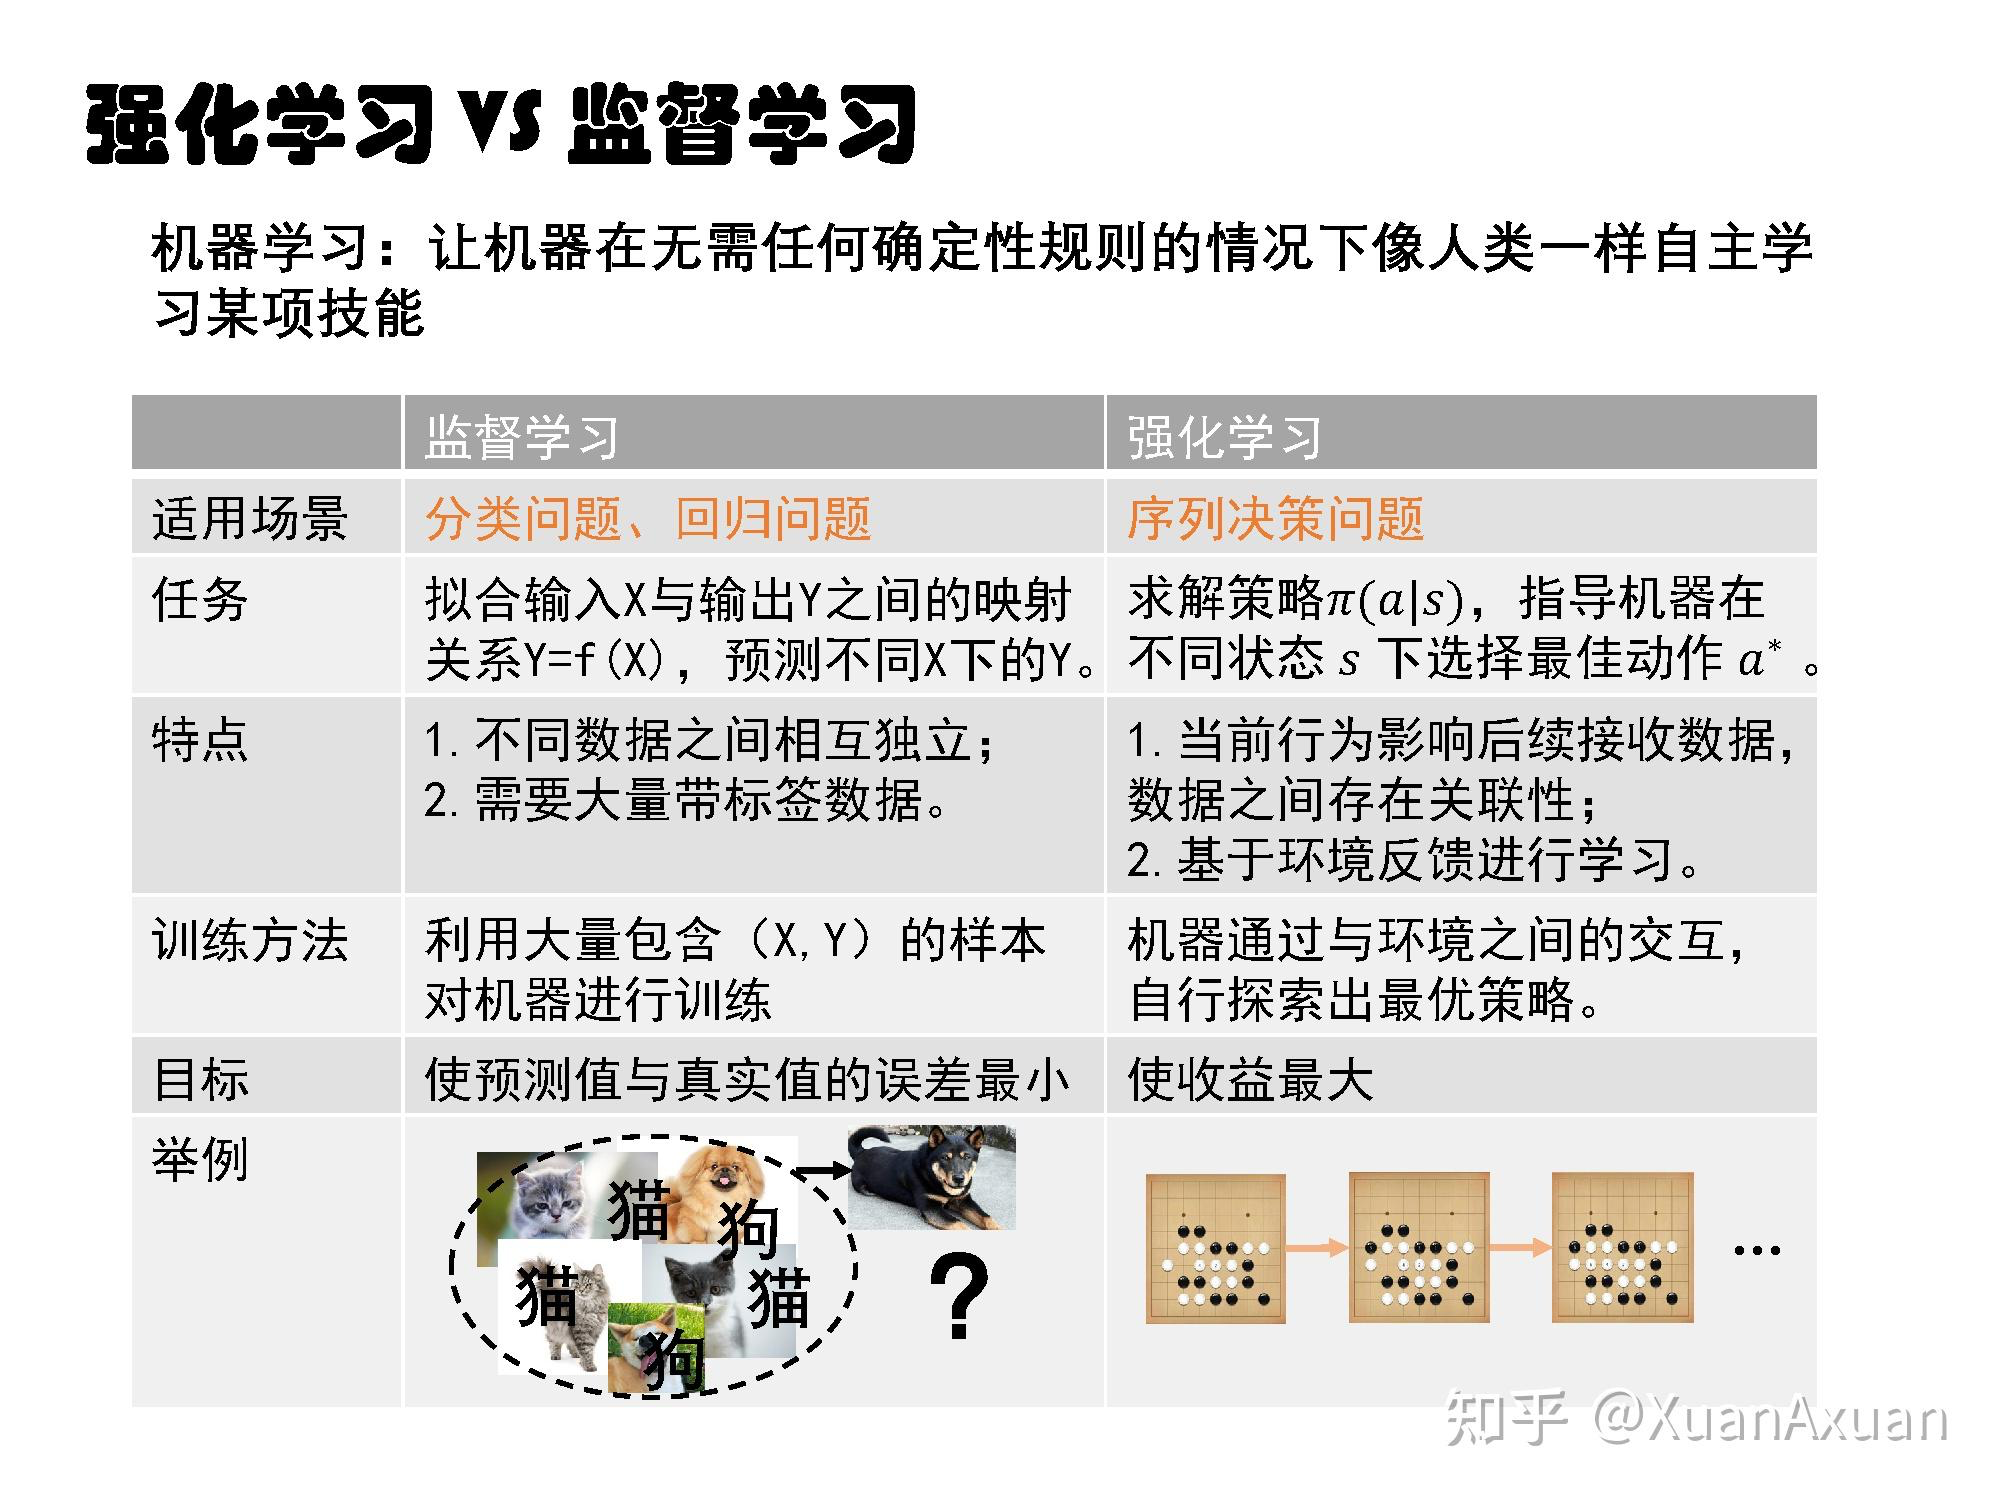 强化学习 VS 监督学习
机器学习：让机器在无需任何确定性规则的情况下像人类一样自主学
习某项技能
监督学习
强化学习
适用场景
分类问题、回归问题
序列决策问题
任务
拟合输入X与输出Y之间的映射
关系Y=f(X)，预测不同X下的Y。
求解策略π(a|s)，指导机器在
不同状态 s 下选择最佳动作 a* 。
特点
1. 不同数据之间相互独立；
2. 需要大量带标签数据。
1. 当前行为影响后续接收数据，
数据之间存在关联性；
2. 基于环境反馈进行学习。
训练方法
利用大量包含（X,Y）的样本
对机器进行训练
机器通过与环境之间的交互，
自行探索出最优策略。
目标
使预测值与真实值的误差最小
使收益最大
举例
猫
狗
猫
猫
狗
?
...
知乎 @XuanAxuan